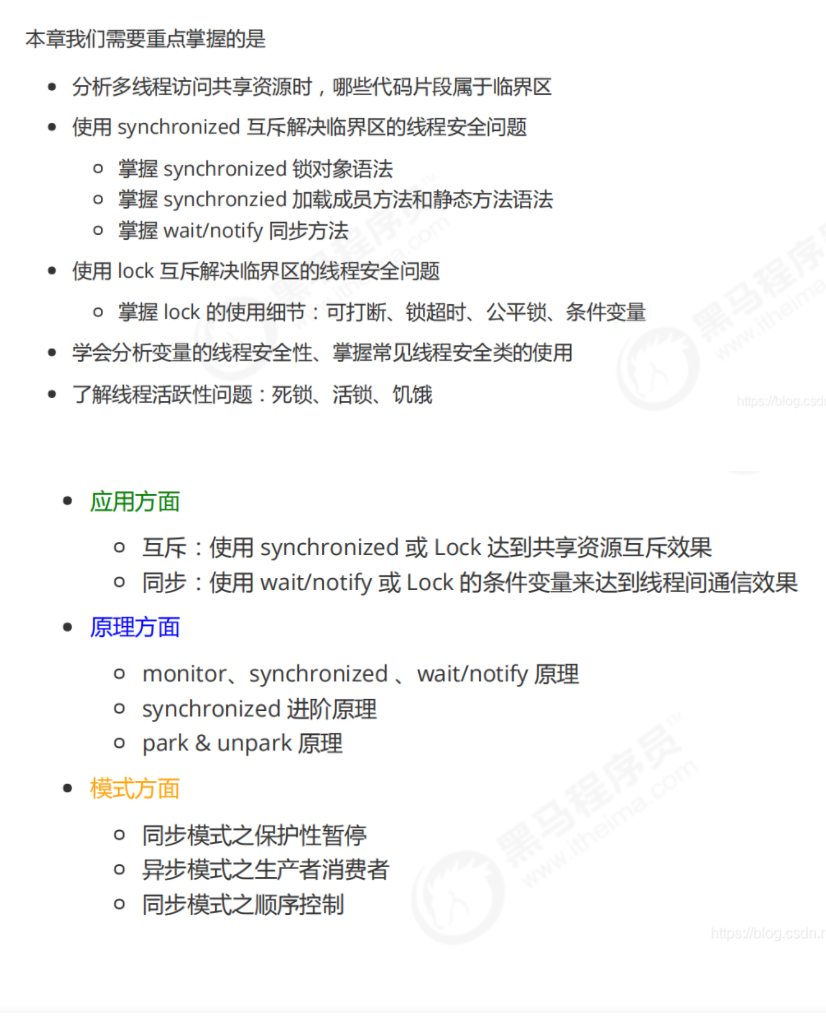 本章我们需要重点掌握的是
分析多线程访问共享资源时，哪些代码片段属于临界区
使用 synchronized 互斥解决临界区的线程安全问题
掌握 synchronized 锁对象语法
掌握 synchronzied 加载成员方法和静态方法语法
掌握 wait/notify 同步方法
使用 lock 互斥解决临界区的线程安全问题
掌握 lock 的使用细节：可打断、锁超时、公平锁、条件变量
学会分析变量的线程安全性、掌握常见线程安全类的使用
了解线程活跃性问题：死锁、活锁、饥饿
黑马程序员
www.itheima.com
黑马程序
www.itheima
https://blog.csd
应用方面
互斥：使用 synchronized 或 Lock 达到共享资源互斥效果
同步：使用 wait/notify 或 Lock 的条件变量来达到线程间通信效果
原理方面
monitor、synchronized 、wait/notify 原理
synchronized 进阶原理
park & unpark 原理
模式方面
同步模式之保护性暂停
异步模式之生产者消费者
同步模式之顺序控制
黑马程序员
www.itheima.com
https://blog.csdn.n